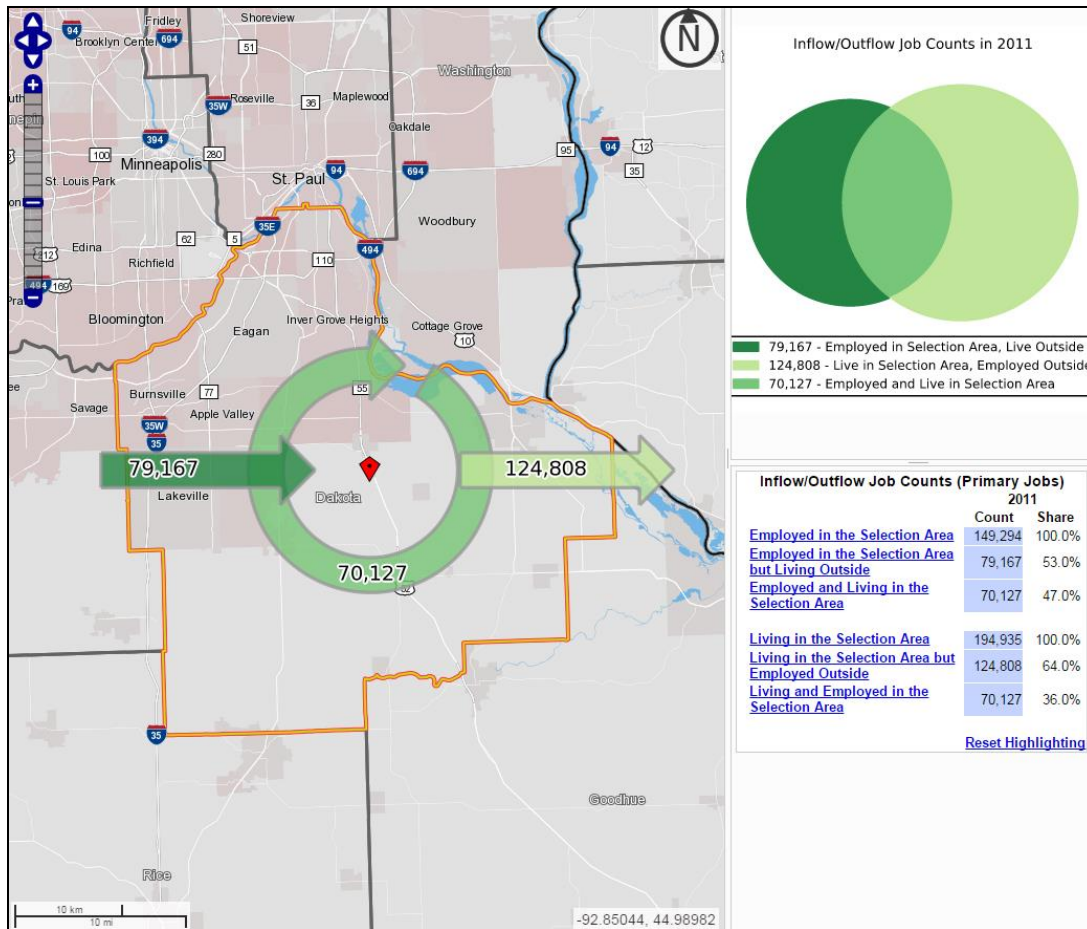 Fridley
Shoreview
94
Brooklyn Center
694
51
Washington
N
35W
Roseville
36
Maplewood
Oakdale
394
100
Minneapolis
280
94
694
95
94
12
35
St. Louis Park
St. Paul
Woodbury
35E
Edina
62
5
494
212
Richfield
110
494
169
Bloomington
Inver Grove Heights
Cottage Grove
Eagan
10
Burnsville
77
55
Savage
Apple Valley
35W
35
79,167
124,808
Lakeville
Dakota
70,127
52
35
Goodhue
Rice
10 km
10 mi
-92.85044, 44.98982
Inflow/Outflow Job Counts in 2011
79,167 - Employed in Selection Area, Live Outside
124,808 - Live in Selection Area, Employed Outside
70,127 - Employed and Live in Selection Area
Inflow/Outflow Job Counts (Primary Jobs)
2011
Count Share
Employed in the Selection Area 149,294 100.0%
Employed in the Selection Area
but Living Outside 79,167 53.0%
Employed and Living in the
Selection Area 70,127 47.0%
Living in the Selection Area 194,935 100.0%
Living in the Selection Area but
Employed Outside 124,808 64.0%
Living and Employed in the
Selection Area 70,127 36.0%
Reset Highlighting